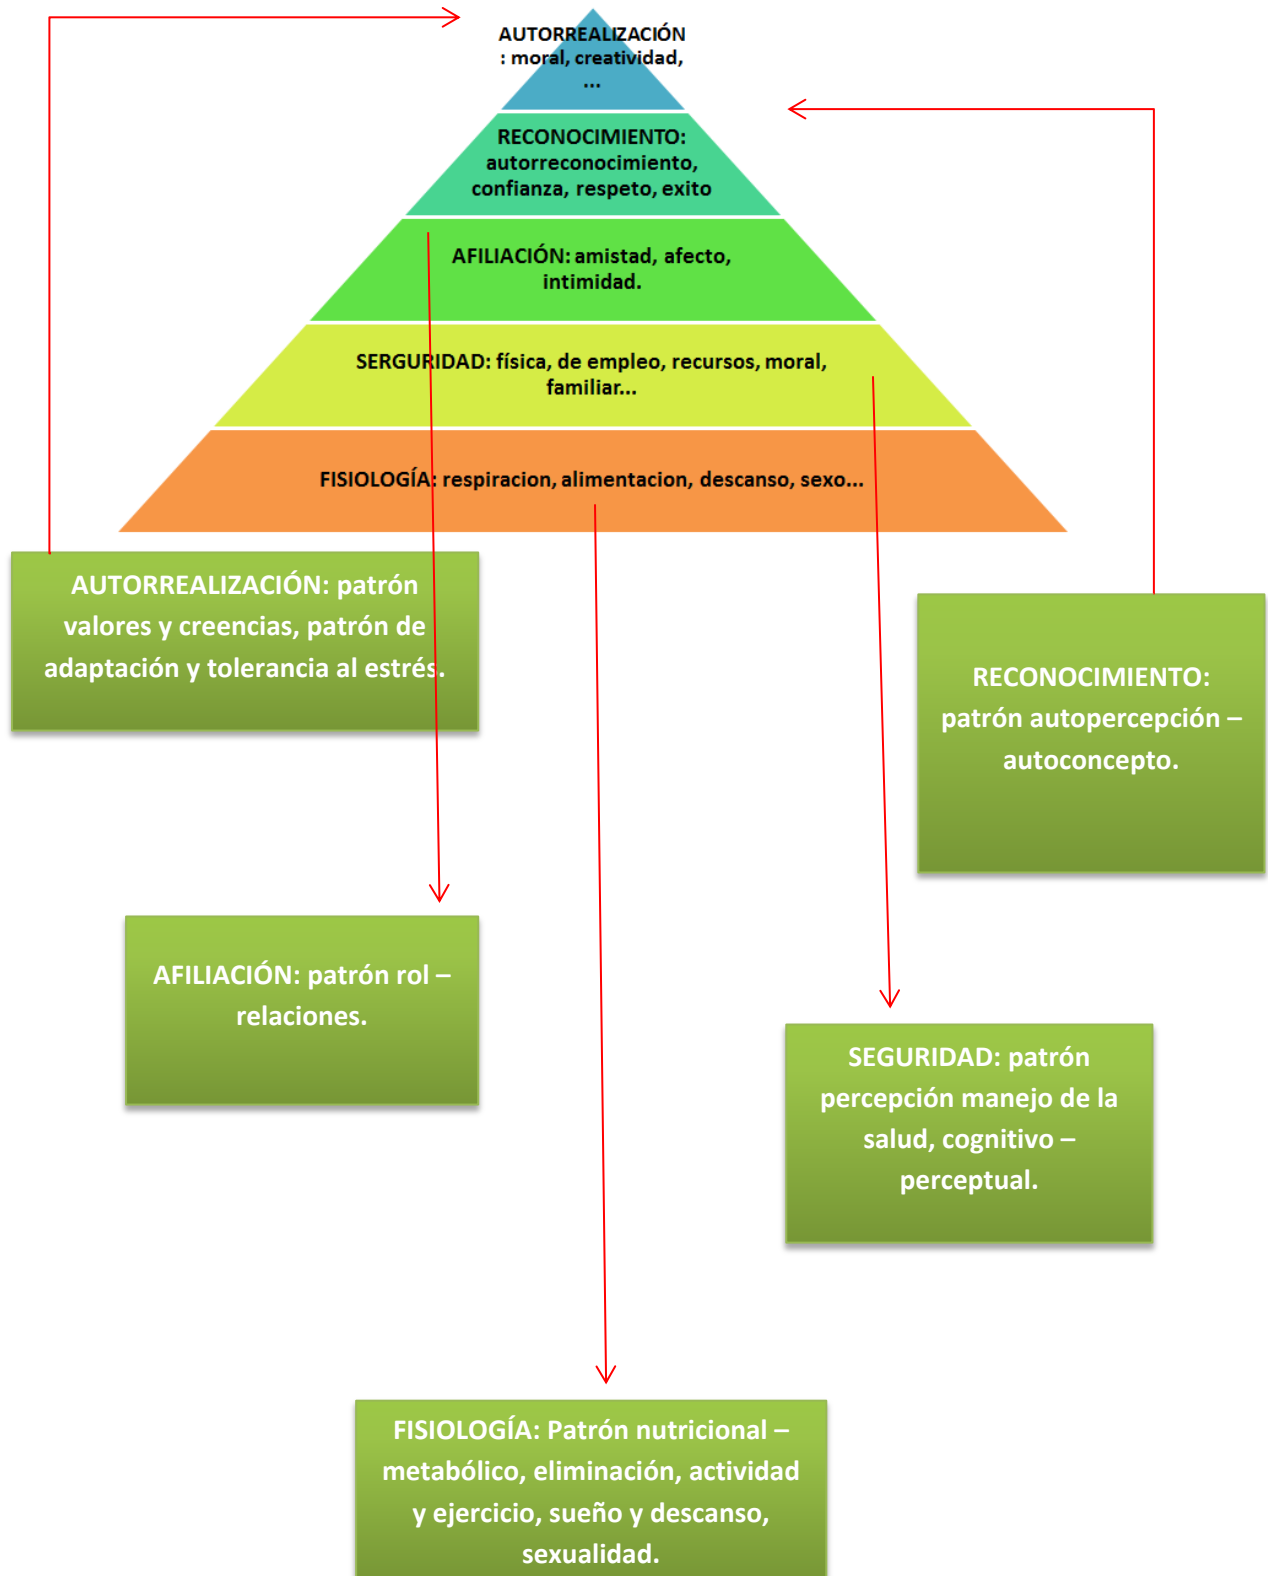 AUTORREALIZACIÓN
: moral, creatividad,
...
RECONOCIMIENTO:
autorreconocimiento,
confianza, respeto, exito
AFILIACIÓN: amistad, afecto,
intimidad.
SERGURIDAD: física, de empleo, recursos, moral,
familiar...
FISIOLOGÍA: respiracion, alimentacion, descanso, sexo...
AUTORREALIZACIÓN: patrón
valores y creencias, patrón de
adaptación y tolerancia al estrés.
RECONOCIMIENTO:
patrón autopercepción –
autoconcepto.
AFILIACIÓN: patrón rol –
relaciones.
SEGURIDAD: patrón
percepción manejo de la
salud, cognitivo –
perceptual.
FISIOLOGÍA: Patrón nutricional –
metabólico, eliminación, actividad
y ejercicio, sueño y descanso,
sexualidad.